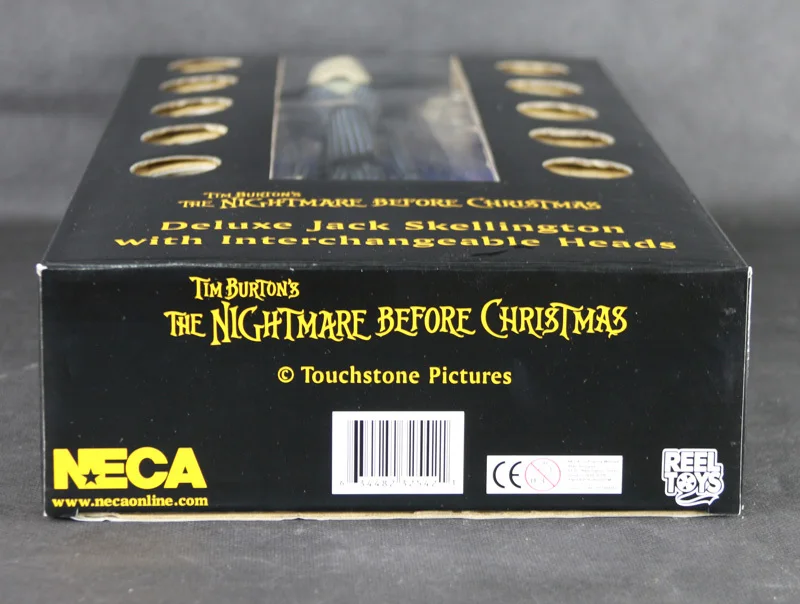 TIM BURTON'S
THE NIGHTMARE BEFORE CHRISTMAS
Deluxe Jack Skellington
with Interchangeable Heads
TIM BURTON'S
THE NIGHTMARE BEFORE CHRISTMAS
© Touchstone Pictures
NECA
www.necaonline.com
CE
REEL
TOYS